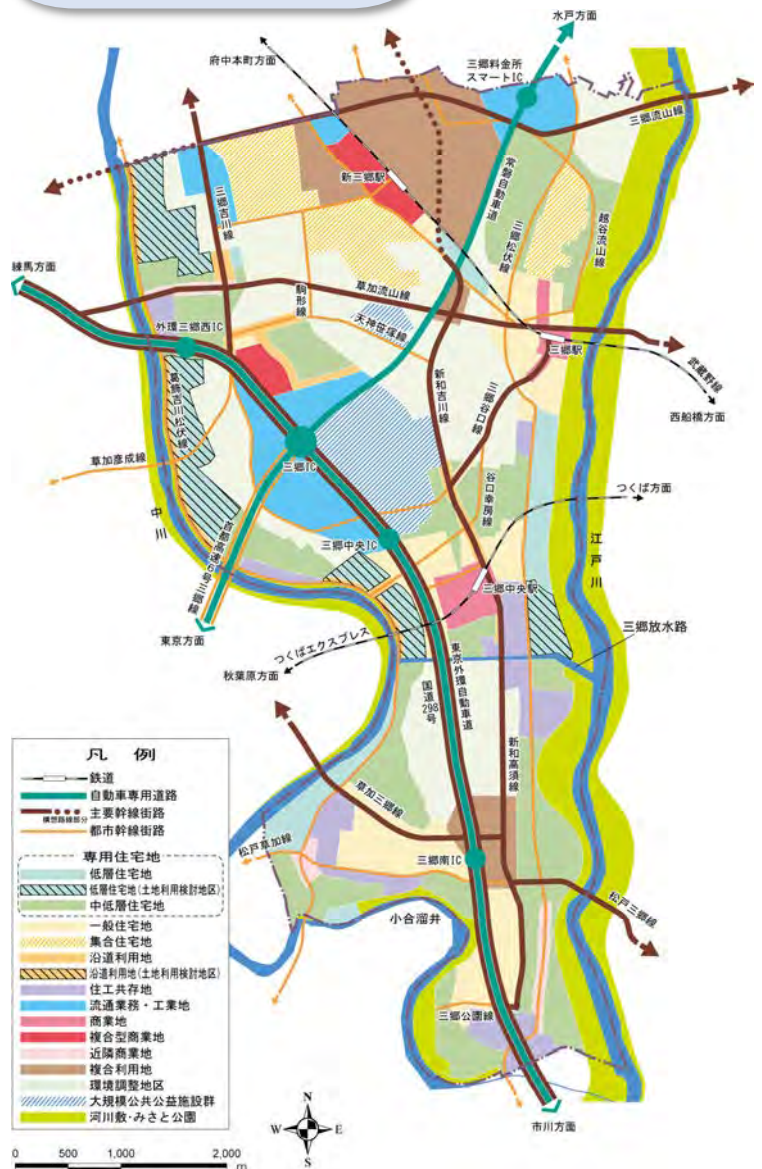 水戸方面
府中本町方面
三郷料金所
スマートIC
三郷流山線
新三郷駅
常磐自動車道
三郷吉川線
三郷松伏線
越谷流山線
練馬方面
駒形線
草加流山線
外環三郷西IC
天神笹塚線
三郷駅
武蔵野線
新和吉川線
三郷谷口線
西船橋方面
葛飾吉川松伏線
草加彦成線
三郷IC
谷口幸房線
つくば方面
中川
首都高速6号三郷線
三郷中央IC
江戸川
三郷中央駅
東京方面
三郷放水路
つくばエクスプレス
秋葉原方面
東京外環自動車道
国道298号
新和高須線
草加三郷線
松戸草加線
三郷南IC
松戸三郷線
小合溜井
三郷公園線
市川方面
凡 例
鉄道
自動車専用道路
主要幹線街路
構想路線部分
都市幹線街路
専用住宅地
低層住宅地
低層住宅地(土地利用検討地区)
中低層住宅地
一般住宅地
集合住宅地
沿道利用地
沿道利用地(土地利用検討地区)
住工共存地
流通業務・工業地
商業地
複合型商業地
近隣商業地
複合利用地
環境調整地区
大規模公共公益施設群
河川敷・みさと公園
N
W E
S
0 500 1,000 2,000
m